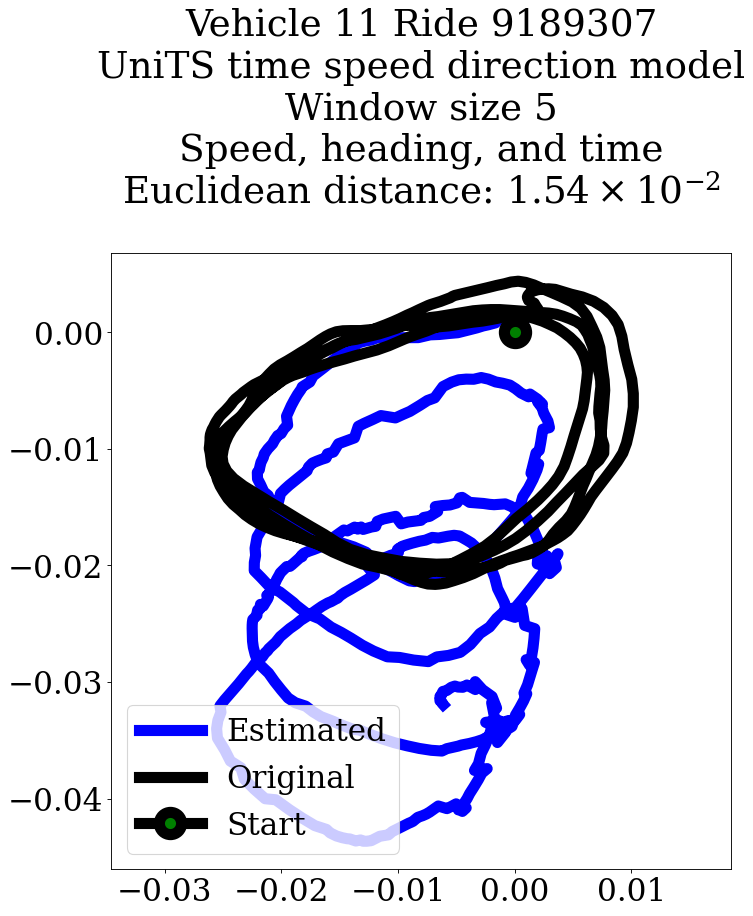 Vehicle 11 Ride 9189307
UniTS time speed direction model
Window size 5
Speed, heading, and time
Euclidean distance: 1.54 × 10⁻²
0.00
−0.01
−0.02
−0.03
−0.04
Estimated
Original
Start
−0.03 −0.02 −0.01 0.00 0.01